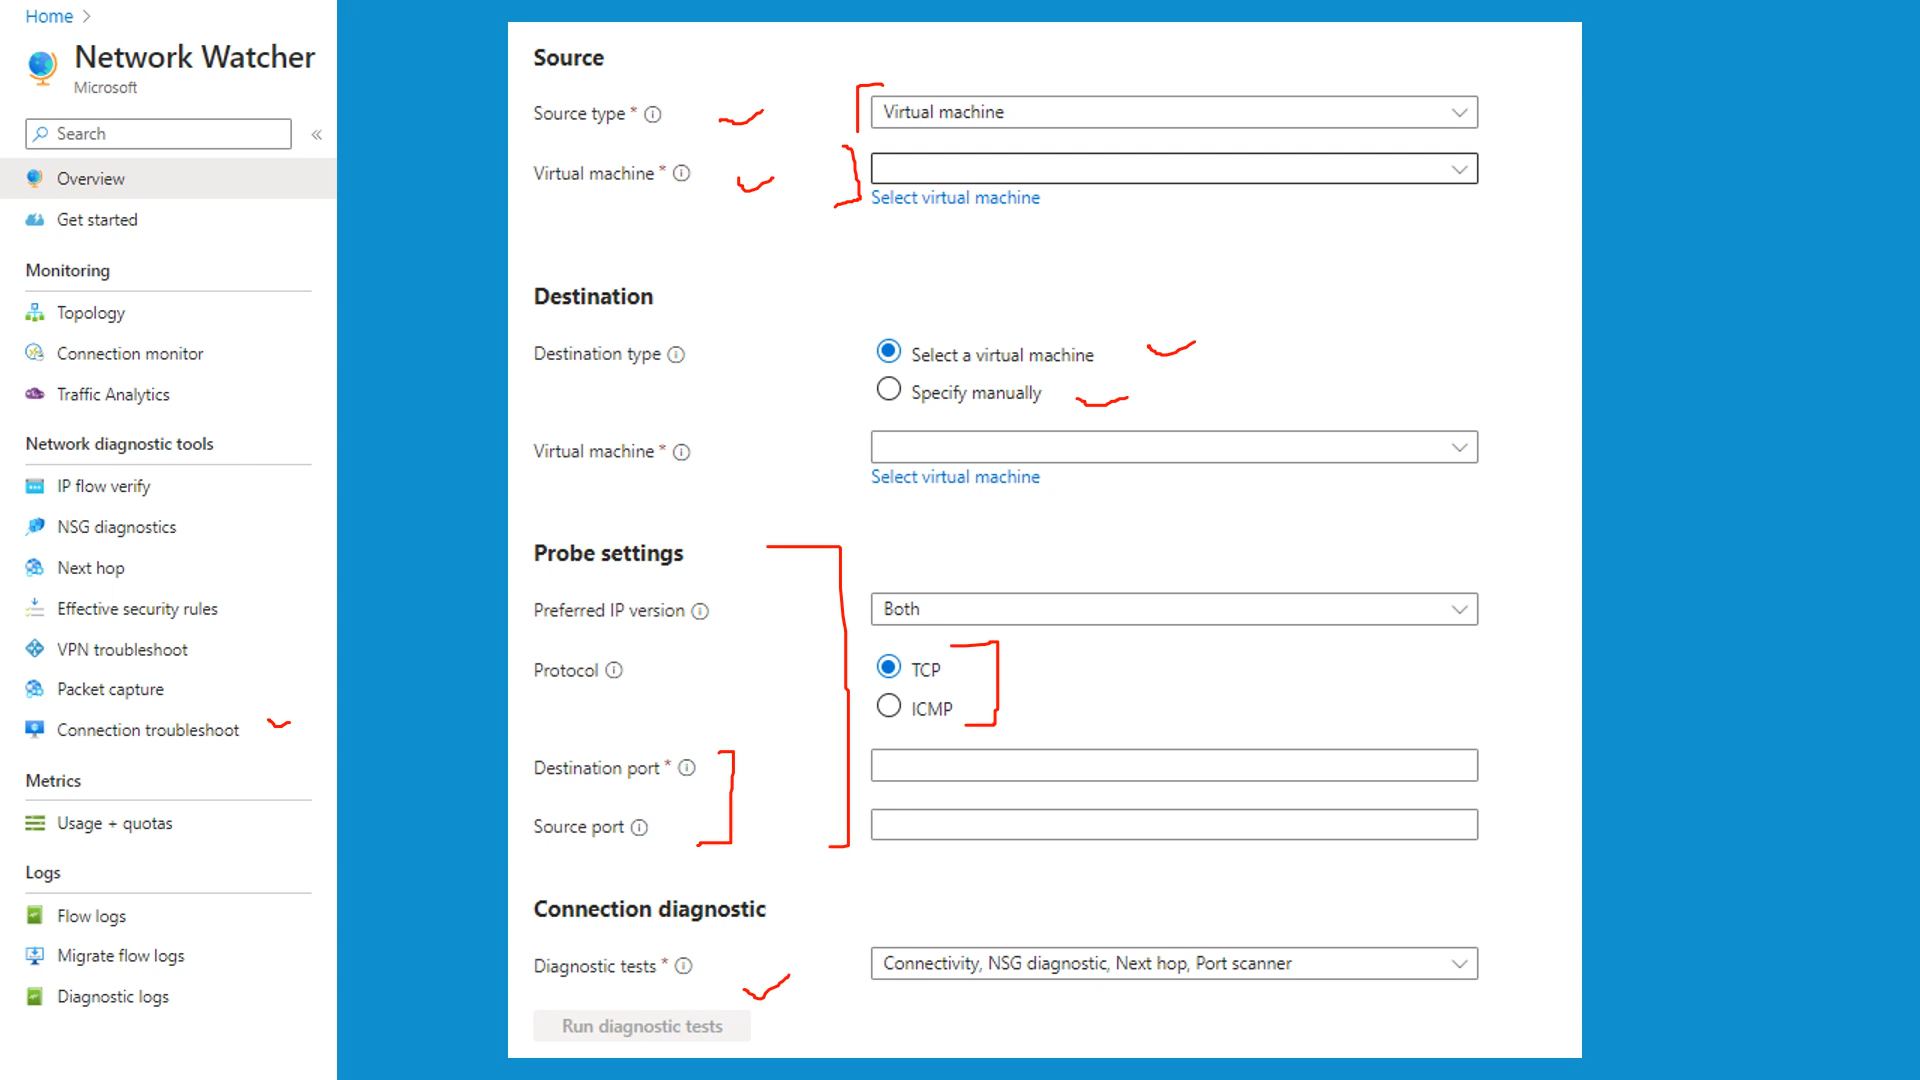 Home
Network Watcher
Microsoft
Search
«
Overview
Get started
Monitoring
Topology
Connection monitor
Traffic Analytics
Network diagnostic tools
IP flow verify
NSG diagnostics
Next hop
Effective security rules
VPN troubleshoot
Packet capture
Connection troubleshoot
Metrics
Usage + quotas
Logs
Flow logs
Migrate flow logs
Diagnostic logs
Source
Source type *
Virtual machine
Virtual machine *
Select virtual machine
Destination
Destination type
Select a virtual machine
Specify manually
Virtual machine *
Select virtual machine
Probe settings
Preferred IP version
Both
Protocol
TCP
ICMP
Destination port *
Source port
Connection diagnostic
Diagnostic tests *
Connectivity, NSG diagnostic, Next hop, Port scanner
Run diagnostic tests